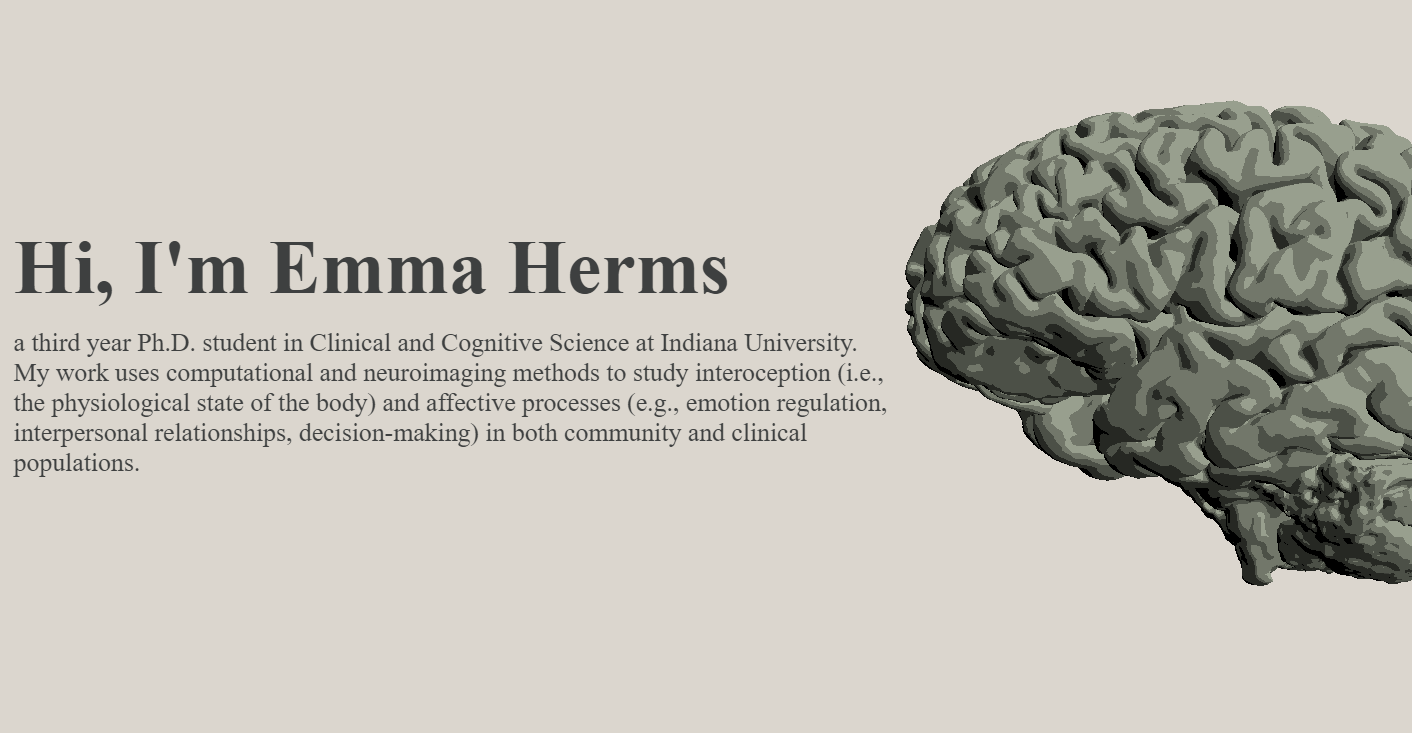 Hi, I'm Emma Herms
a third year Ph.D. student in Clinical and Cognitive Science at Indiana University.
My work uses computational and neuroimaging methods to study interoception (i.e.,
the physiological state of the body) and affective processes (e.g., emotion regulation,
interpersonal relationships, decision-making) in both community and clinical
populations.